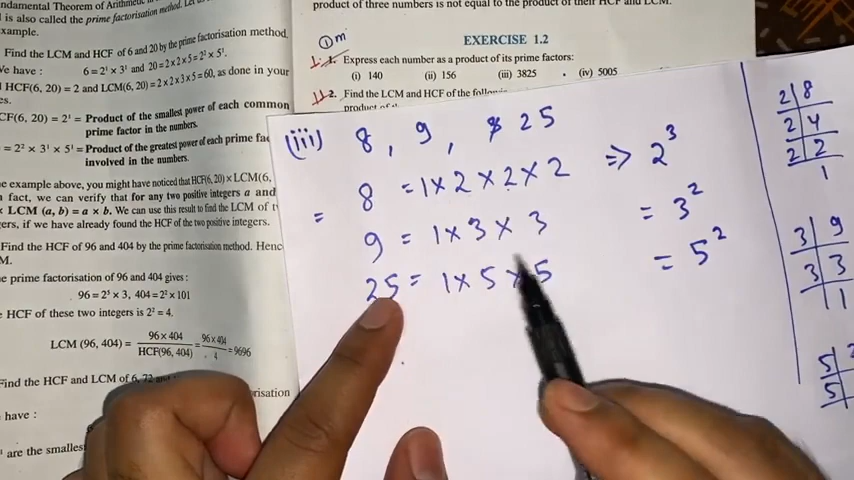 ndamental Theorem of Arithmetic
is also called the prime factorisation method. Let
xample.
Find the LCM and HCF of 6 and 20 by the prime factorisation method.
We have : 6 = 2¹ × 3¹ and 20 = 2 × 2 × 5 = 2² × 5¹.
HCF(6, 20) = 2 and LCM(6, 20) = 2 × 2 × 3 × 5 = 60, as done in your
es.
CF(6, 20) = 2¹ = Product of the smallest power of each common
prime factor in the numbers.
= 2² × 3¹ × 5¹ = Product of the greatest power of each prime fac
involved in the numbers.
he example above, you might have noticed that HCF(6, 20) × LCM(6,
fact, we can verify that for any two positive integers a and
× LCM (a, b) = a × b. We can use this result to find the LCM of
gers, if we have already found the HCF of the two positive integers.
Find the HCF of 96 and 404 by the prime factorisation method. Henc
e prime factorisation of 96 and 404 gives :
96 = 2⁵ × 3, 404 = 2² × 101
HCF of these two integers is 2² = 4.
LCM (96, 404) = 96 × 404 / HCF(96, 404) = 96 × 404 / 4 = 9696
Find the HCF and LCM of 6, 72 and
risation
have :
are the smalles
product of three numbers is not equal to the product of their HCF and LCM.
①m
EXERCISE 1.2
1. Express each number as a product of its prime factors:
(i) 140 (ii) 156 (iii) 3825 (iv) 5005
2. Find the LCM and HCF of the
product of
(iii) 8, 9, 25
= 8 = 1 × 2 × 2 × 2 ⇒ 2³
9 = 1 × 3 × 3 = 3²
25 = 1 × 5 × 5 = 5²
2 8
2 4
2 2
1
3 9
3 3
1
5 2
5